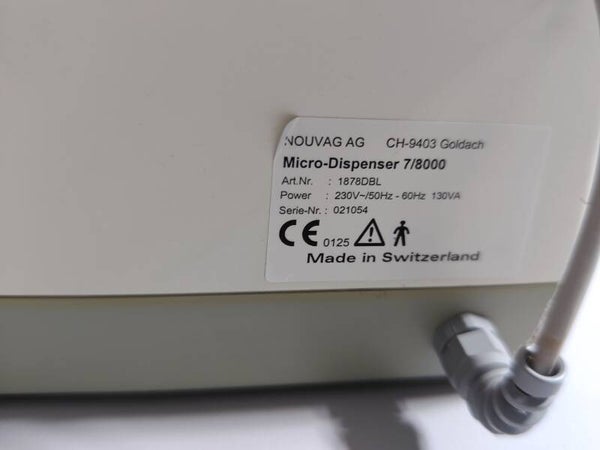 NOUVAG AG CH-9403 Goldach
Micro-Dispenser 7/8000
Art.Nr. : 1878DBL
Power : 230V~/50Hz - 60Hz 130VA
Serie-Nr. : 021054
CE 0125
Made in Switzerland